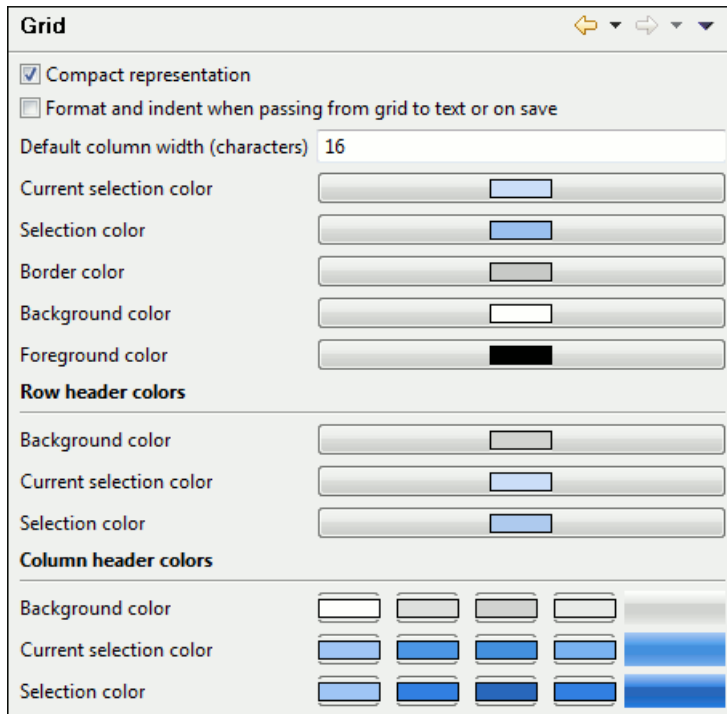 Grid
Compact representation
Format and indent when passing from grid to text or on save
Default column width (characters) 16
Current selection color
Selection color
Border color
Background color
Foreground color
Row header colors
Background color
Current selection color
Selection color
Column header colors
Background color
Current selection color
Selection color